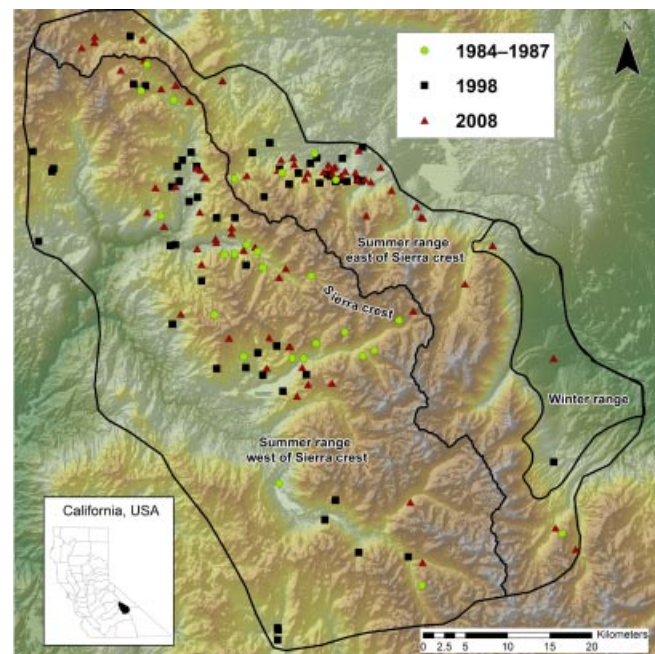 N
1984–1987
1998
2008
Summer range
east of Sierra crest
Sierra crest
Winter range
Summer range
west of Sierra crest
California, USA
Kilometers
0 2.5 5 10 15 20